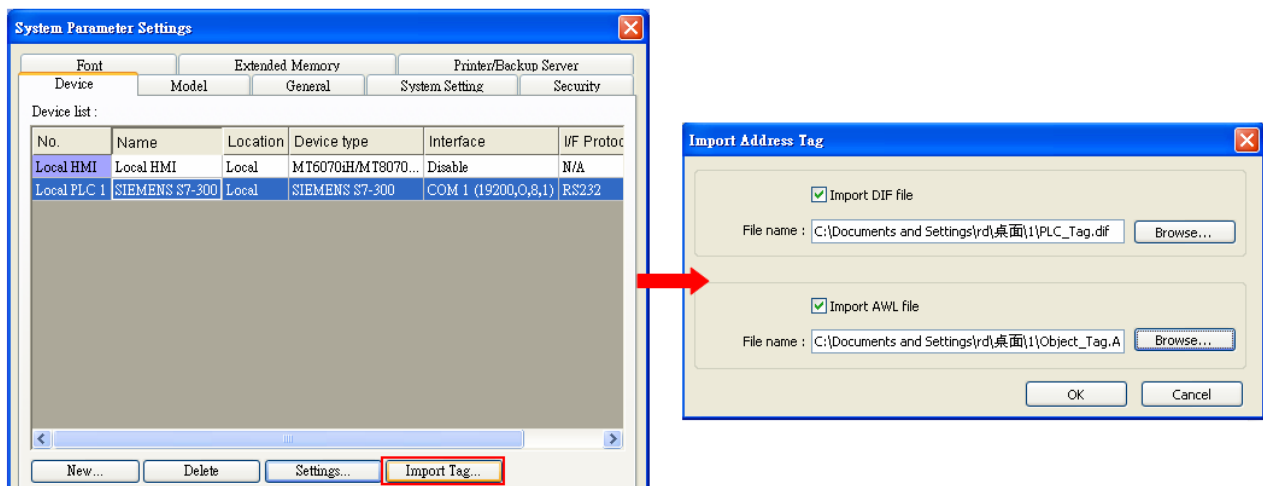 System Parameter Settings
Font Extended Memory Printer/Backup Server
Device Model General System Setting Security
Device list :
No. Name Location Device type Interface I/F Protoc
Local HMI Local HMI Local MT6070iH/MT8070... Disable N/A
Local PLC 1 SIEMENS S7-300 Local SIEMENS S7-300 COM 1 (19200,O,8,1) RS232
New... Delete Settings... Import Tag...
Import Address Tag
Import DIF file
File name : C:\Documents and Settings\rd\桌面\1\PLC_Tag.dif Browse...
Import AWL file
File name : C:\Documents and Settings\rd\桌面\1\Object_Tag.A Browse...
OK Cancel